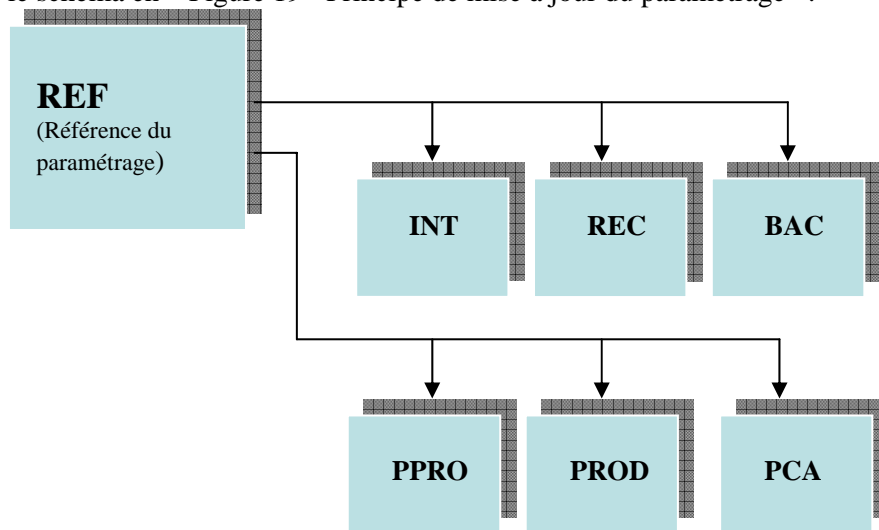 le schéma en « Figure 19 - Principe de mise à jour du paramétrage » :
REF
(Référence du
paramétrage)
INT REC BAC
PPRO PROD PCA